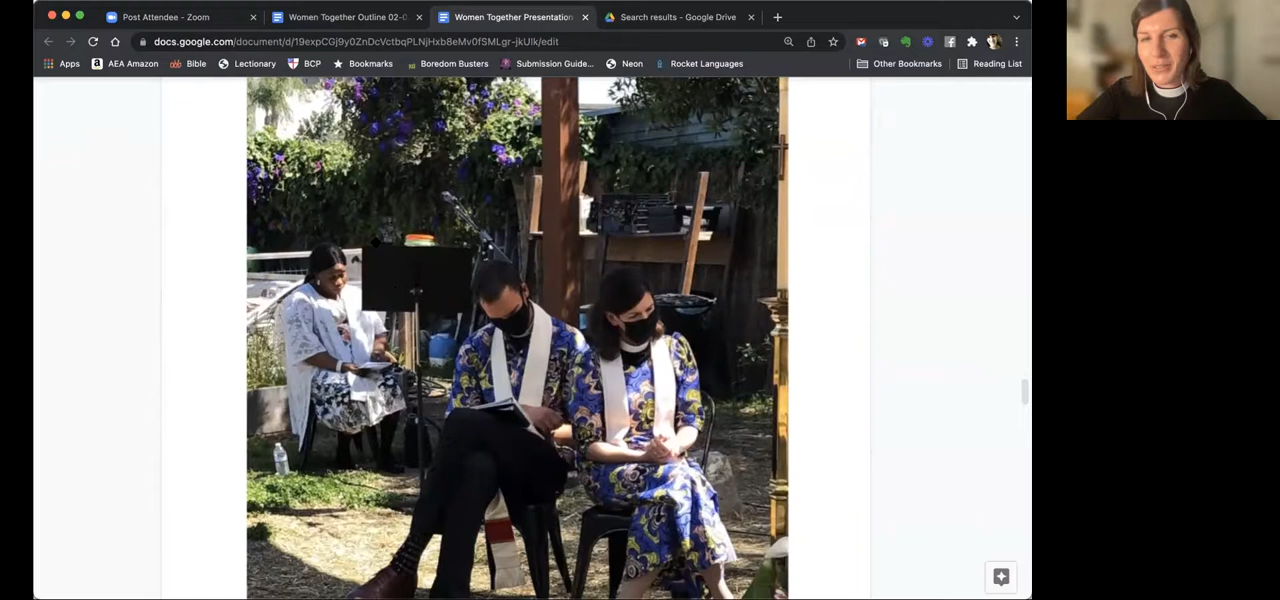 Post Attendee - Zoom
Women Together Outline 02-0
Women Together Presentation
Search results - Google Drive
docs.google.com/document/d/19expCGj9y0ZnDcVctbqPLNjHxb8eMv0fSMLgr-jkUIk/edit
Apps
AEA Amazon
Bible
Lectionary
BCP
Bookmarks
Boredom Busters
Submission Guide...
Neon
Rocket Languages
Other Bookmarks
Reading List